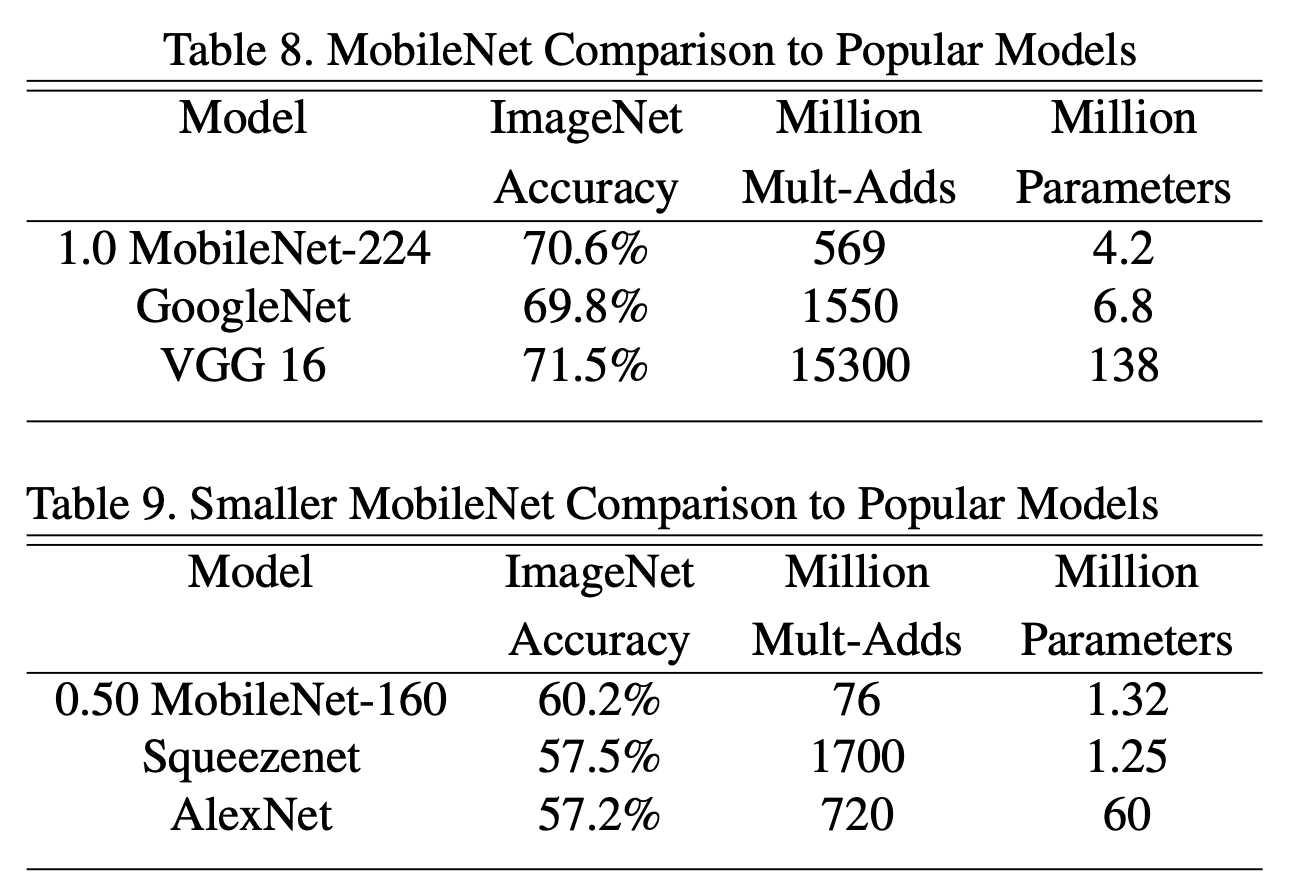 Table 8. MobileNet Comparison to Popular Models
Model ImageNet Million Million
Accuracy Mult-Adds Parameters
1.0 MobileNet-224 70.6% 569 4.2
GoogleNet 69.8% 1550 6.8
VGG 16 71.5% 15300 138
Table 9. Smaller MobileNet Comparison to Popular Models
Model ImageNet Million Million
Accuracy Mult-Adds Parameters
0.50 MobileNet-160 60.2% 76 1.32
Squeezenet 57.5% 1700 1.25
AlexNet 57.2% 720 60